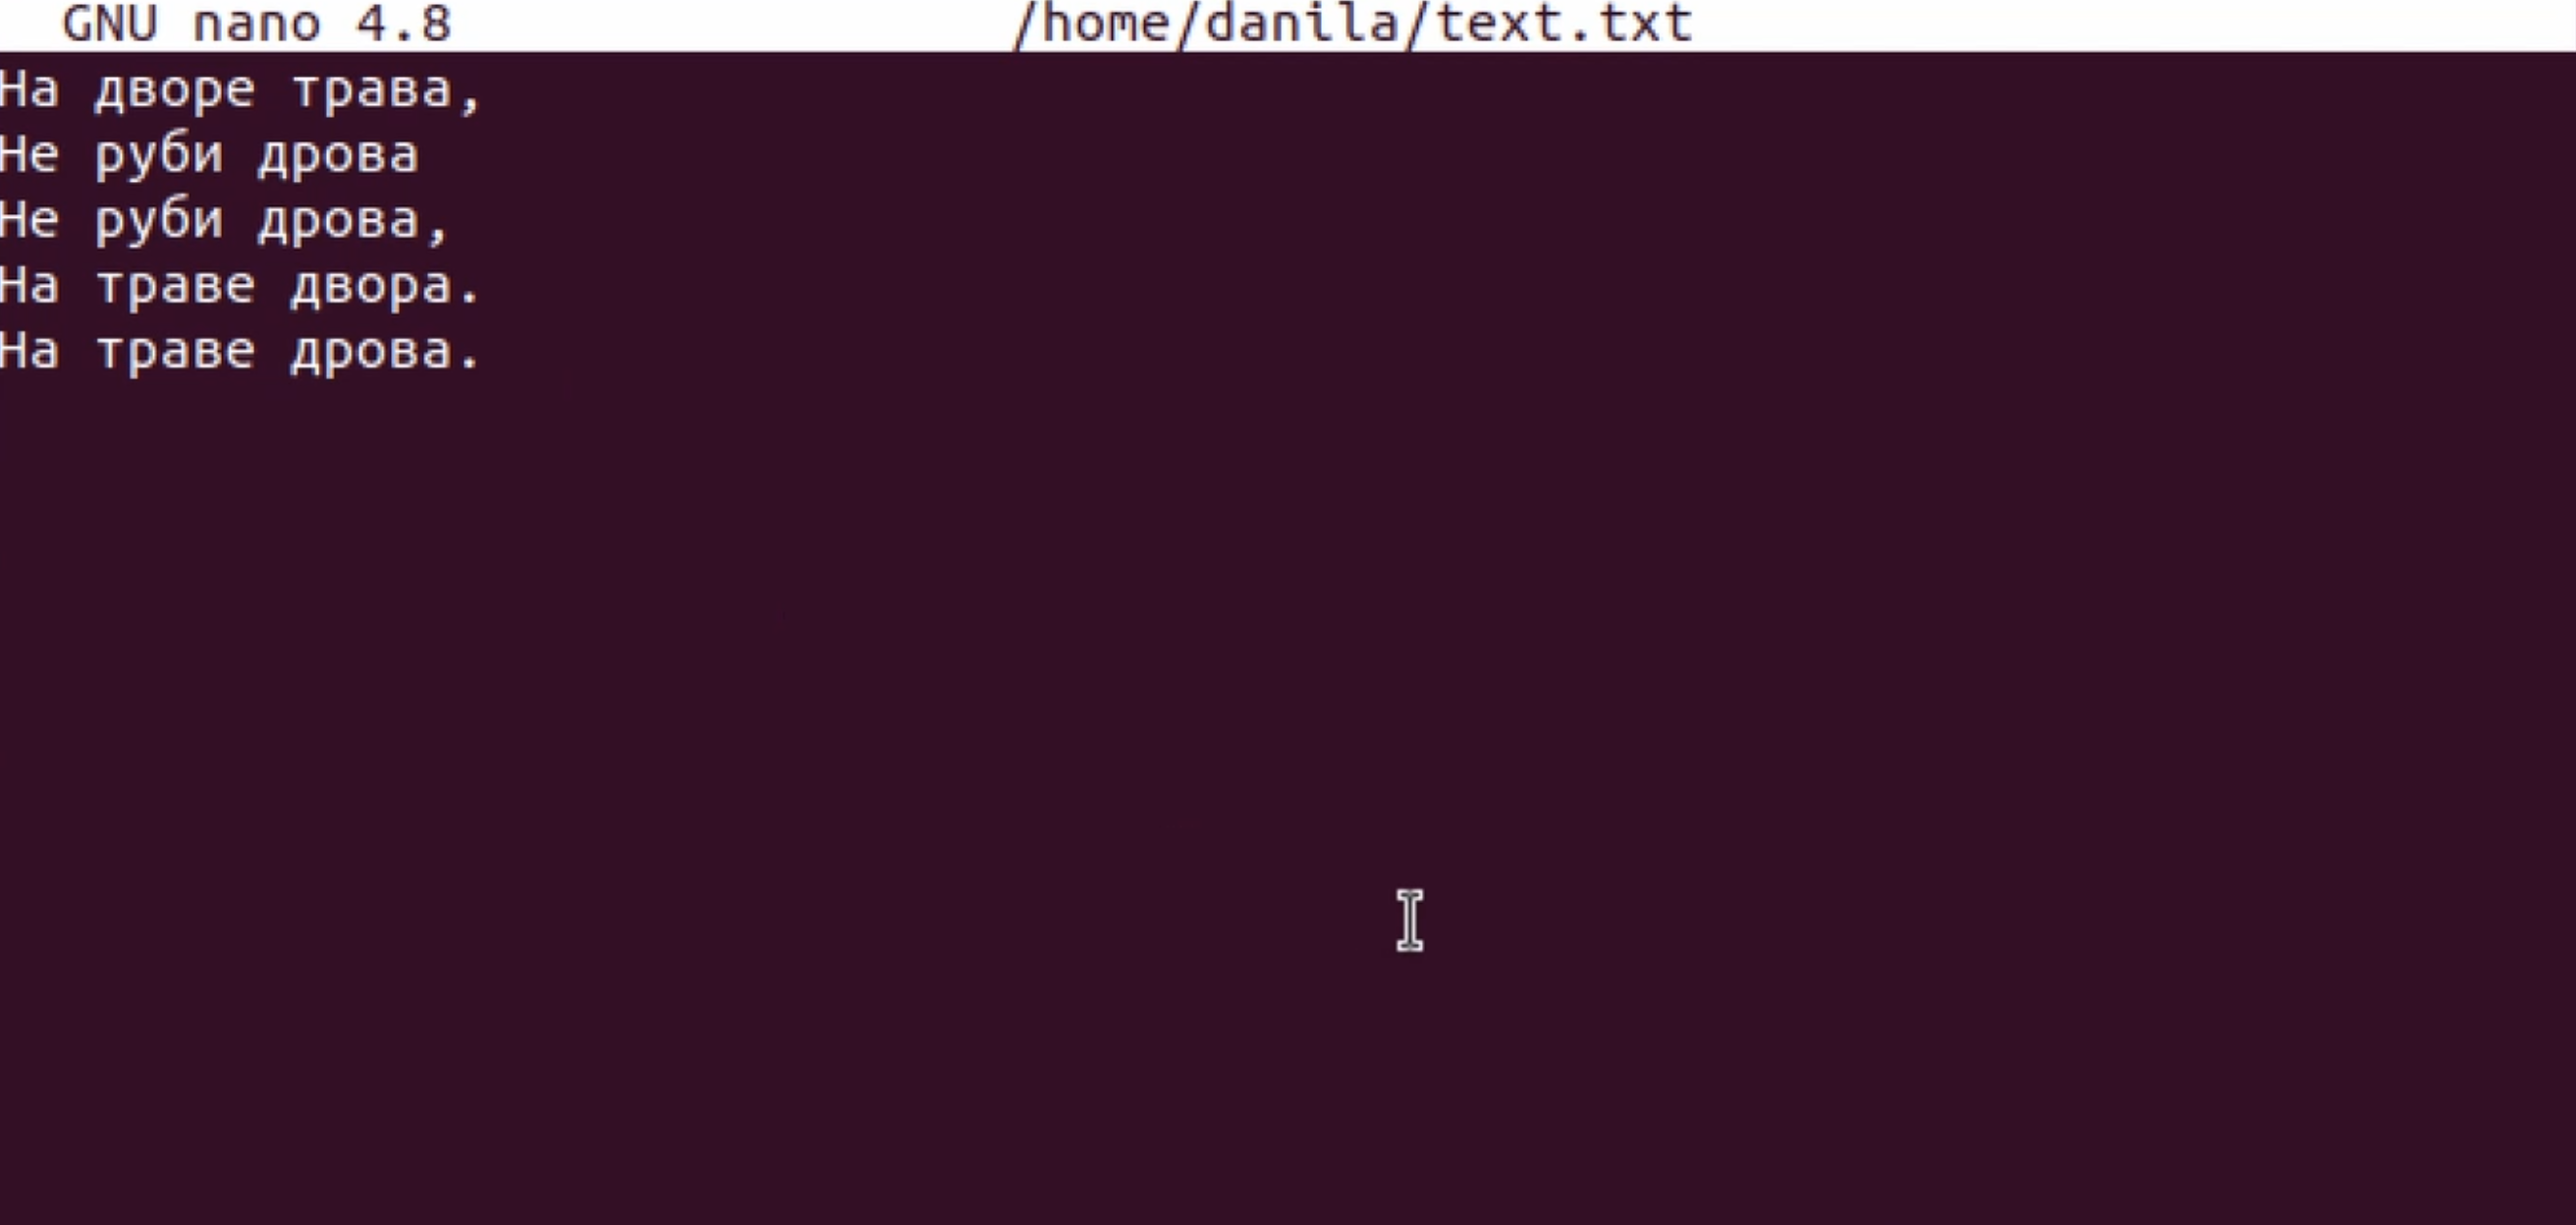 GNU nano 4.8 /home/danila/text.txt
На дворе трава,
Не руби дрова
Не руби дрова,
На траве двора.
На траве дрова.